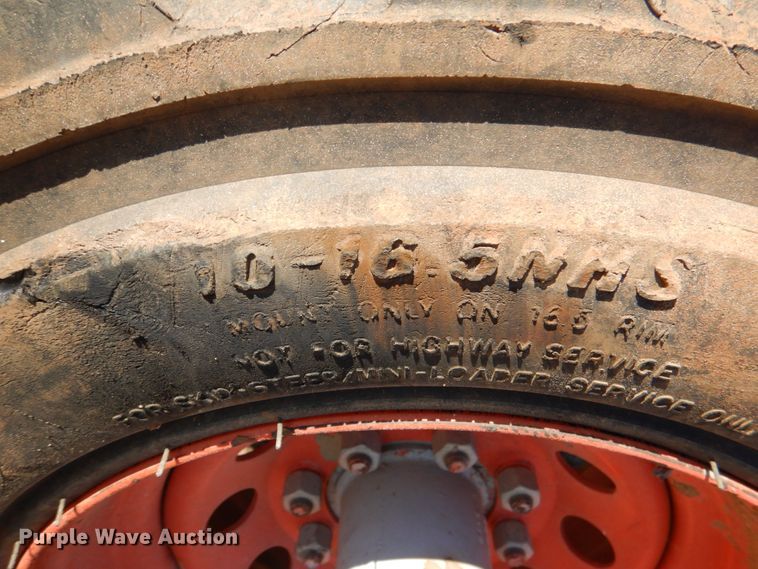 10-16.5NHS
MOUNT ONLY ON 16.5 RIM
NOT FOR HIGHWAY SERVICE
FOR SKID-STEER/MINI-LOADER SERVICE ONLY
Purple Wave Auction